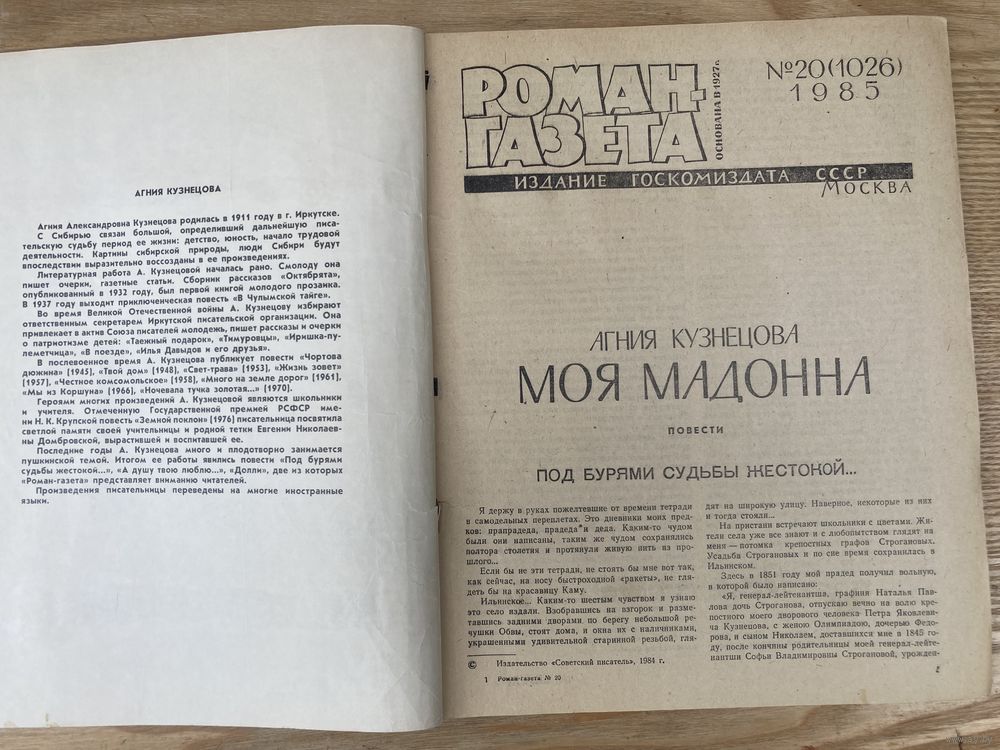 АГНИЯ КУЗНЕЦОВА
Агния Александровна Кузнецова родилась в 1911 году в г. Иркутске.
С Сибирью связан большой, определивший дальнейшую писа-
тельскую судьбу период ее жизни: детство, юность, начало трудовой
деятельности. Картины сибирской природы, люди Сибири будут
впоследствии выразительно воссозданы в ее произведениях.
Литературная работа А. Кузнецовой началась рано. Смолоду она
пишет очерки, газетные статьи. Сборник рассказов «Октябрята»,
опубликованный в 1932 году, был первой книгой молодого прозаика.
В 1937 году выходит приключенческая повесть «В Чулымской тайге».
Во время Великой Отечественной войны А. Кузнецову избирают
ответственным секретарем Иркутской писательской организации. Она
привлекает в актив Союза писателей молодежь, пишет рассказы и очерки
о патриотизме детей: «Таежный подарок», «Тимуровцы», «Иришка-пу-
леметчица», «В поезде», «Илья Давыдов и его друзья».
В послевоенное время А. Кузнецова публикует повести «Чортова
дюжина» [1945], «Твой дом» [1948], «Свет-трава» [1953], «Жизнь зовет»
[1957], «Честное комсомольское» [1958], «Много на земле дорог» [1961],
«Мы из Коршуна» [1966], «Ночевала тучка золотая...» [1970].
Героями многих произведений А. Кузнецовой являются школьники
и учителя. Отмеченную Государственной премией РСФСР име-
ни Н. К. Крупской повесть «Земной поклон» (1976) писательница посвятила
светлой памяти своей учительницы и родной тетки Евгении Николаев-
ны Домбровской, вырастившей и воспитавшей ее.
Последние годы А. Кузнецова много и плодотворно занимается
пушкинской темой. Итогом ее работы явились повести «Под бурями
судьбы жестокой...», «А душу твою люблю...», «Долли», две из которых
«Роман-газета» представляет вниманию читателей.
Произведения писательницы переведены на многие иностранные
языки.
РОМАН-
ГАЗЕТА
ОСНОВАНА В 1927 г.
№20(1026)
1985
ИЗДАНИЕ ГОСКОМИЗДАТА СССР
МОСКВА
АГНИЯ КУЗНЕЦОВА
МОЯ МАДОННА
ПОВЕСТИ
ПОД БУРЯМИ СУДЬБЫ ЖЕСТОКОЙ...
Я держу в руках пожелтевшие от времени тетради
в самодельных переплетах. Это дневники моих пред-
ков: прапрадеда, прадеда и деда. Каким-то чудом
были они написаны, таким же чудом сохранялись
полтора столетия и протянули живую нить из про-
шлого...
Если бы не эти тетради, не стоять бы мне вот так,
как сейчас, на носу быстроходной «ракеты», не гля-
деть бы на красавицу Каму.
Ильинское... Каким-то шестым чувством я узнаю
это село издали. Взобравшись на взгорок и разме-
тавшись задними дворами по берегу небольшой ре-
чушки Обвы, стоят дома, и окна их с наличниками,
украшенными удивительной старинной резьбой, гля-
© Издательство «Советский писатель», 1984 г.
1 Роман-газета № 20
дят на широкую улицу. Наверное, некоторые из них
и тогда стояли...
На пристани встречают школьники с цветами. Жи-
тели села уже все знают и с любопытством глядят на
меня — потомка крепостных графов Строгановых.
Усадьба Строгановых и по сие время сохранилась в
Ильинском.
Здесь в 1851 году мой прадед получил вольную,
в которой было написано:
«Я, генерал-лейтенантша, графиня Наталья Пав-
лова дочь Строганова, отпускаю вечно на волю кре-
постного моего дворового человека Петра Яковлеви-
ча Кузнецова, с женою Олимпиадою, дочерью Федо-
рова, и сыном Николаем, доставшихся мне в 1845 го-
ду, после кончины родительницы моей генерал-лейте-
нантши Софьи Владимировны Строгановой, урожден-